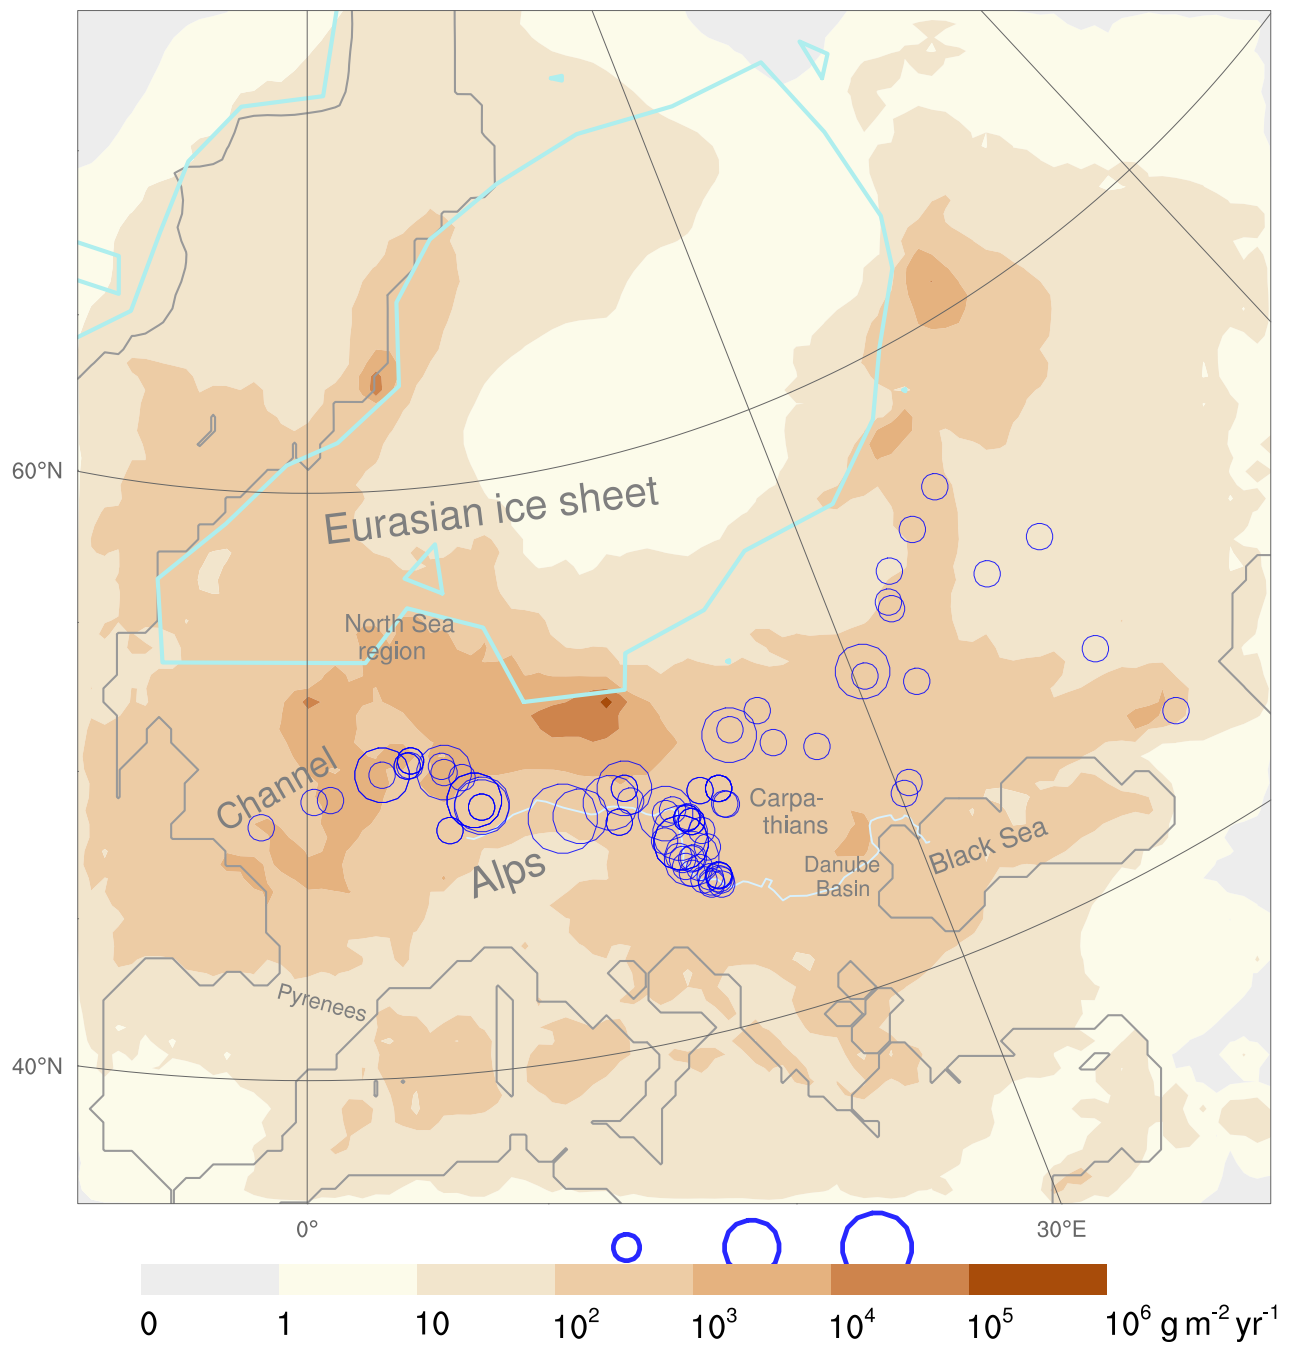 60°N
Eurasian ice sheet
North Sea
region
Channel
Carpa-
thians
Alps
Danube
Basin
Black Sea
Pyrenees
40°N
0°
30°E
0 1 10 10² 10³ 10⁴ 10⁵ 10⁶ g m⁻² yr⁻¹